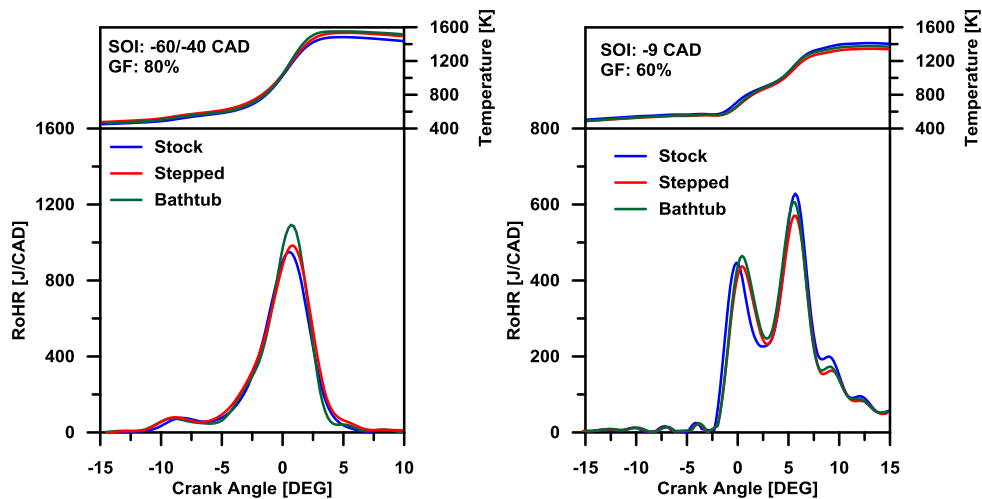 SOI: -60/-40 CAD
GF: 80%
1600
1200
800
400
Temperature [K]
1600
1200
800
400
0
RoHR [J/CAD]
Stock
Stepped
Bathtub
-15
-10
-5
0
5
10
Crank Angle [DEG]
SOI: -9 CAD
GF: 60%
1600
1200
800
400
Temperature [K]
800
600
400
200
0
RoHR [J/CAD]
Stock
Stepped
Bathtub
-15
-10
-5
0
5
10
15
Crank Angle [DEG]